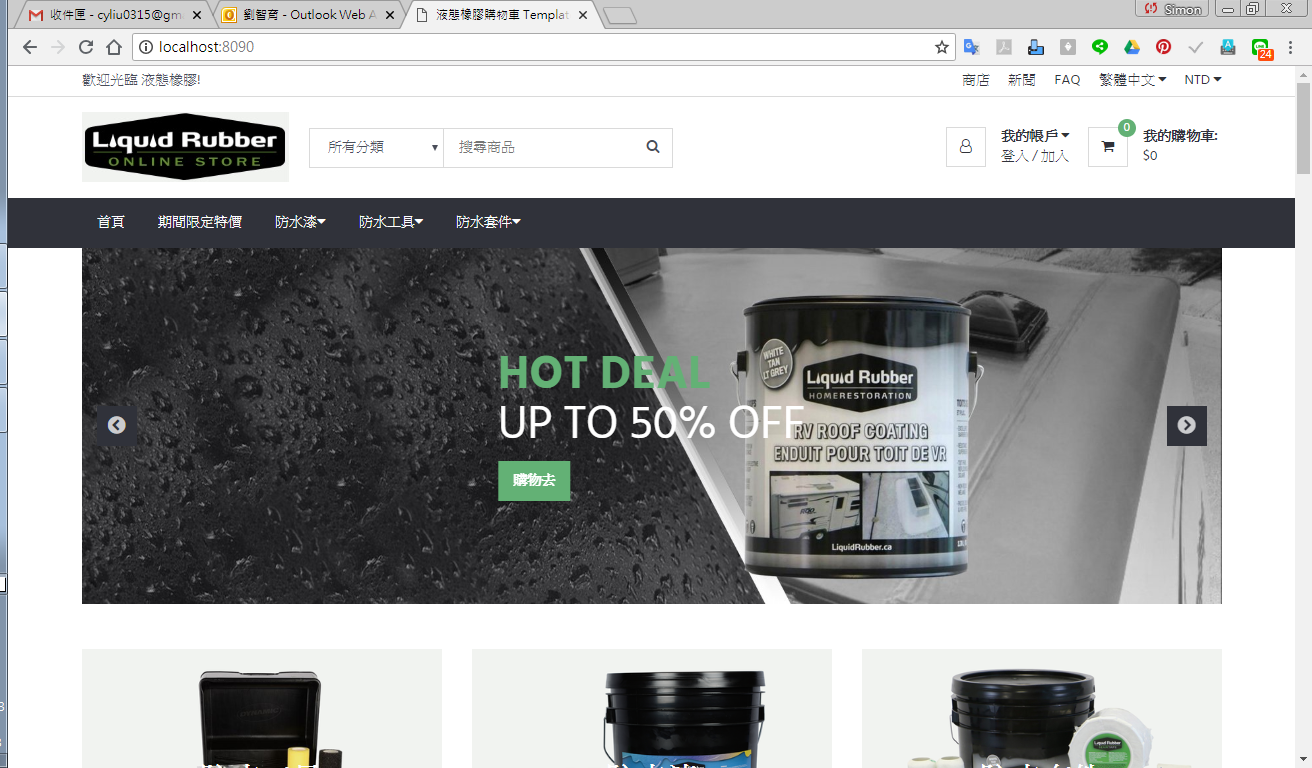 收件匣 - cyliu0315@gm
劉智育 - Outlook Web A
液態橡膠購物車 Templat
Simon
localhost:8090
24
歡迎光臨 液態橡膠!
商店 新聞 FAQ 繁體中文 NTD
Liquid Rubber
ONLINE STORE
所有分類
搜尋商品
我的帳戶
登入 / 加入
0
我的購物車:
$0
首頁 期間限定特價 防水漆 防水工具 防水套件
HOT DEAL
UP TO 50% OFF
購物去
WHITE
TAN
LT GREY
Liquid Rubber
HOMERESTORATION
RV ROOF COATING
ENDUIT POUR TOIT DE VR
LiquidRubber.ca
Liquid Rubber